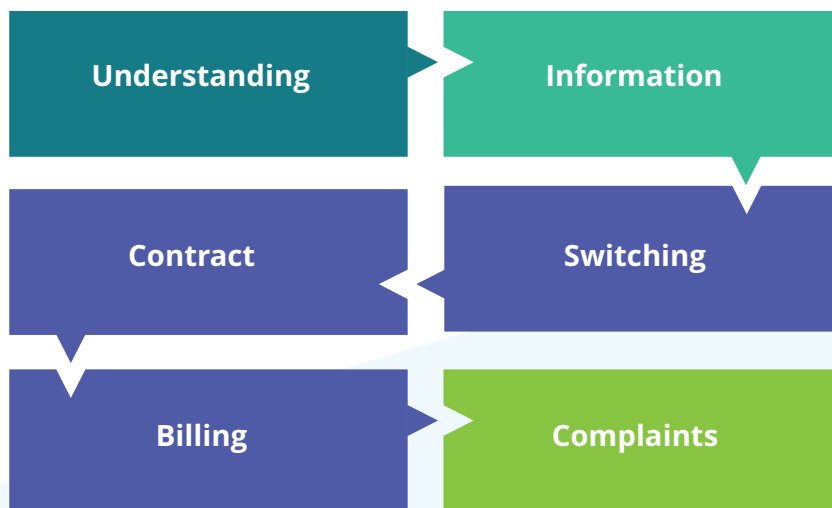 Understanding
Information
Contract
Switching
Billing
Complaints